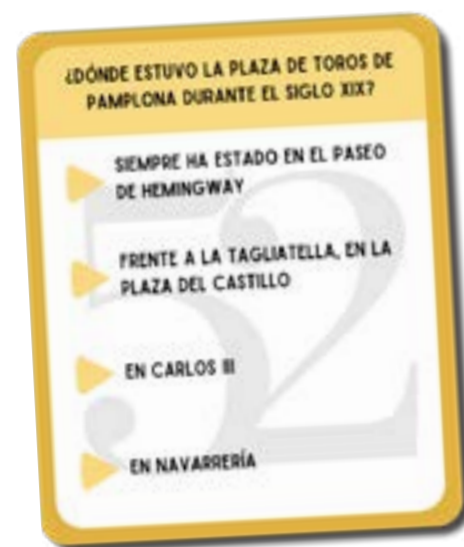 ¿DÓNDE ESTUVO LA PLAZA DE TOROS DE
PAMPLONA DURANTE EL SIGLO XIX?
SIEMPRE HA ESTADO EN EL PASEO
DE HEMINGWAY
FRENTE A LA TAGLIATELLA, EN LA
PLAZA DEL CASTILLO
EN CARLOS III
EN NAVARRERÍA
52